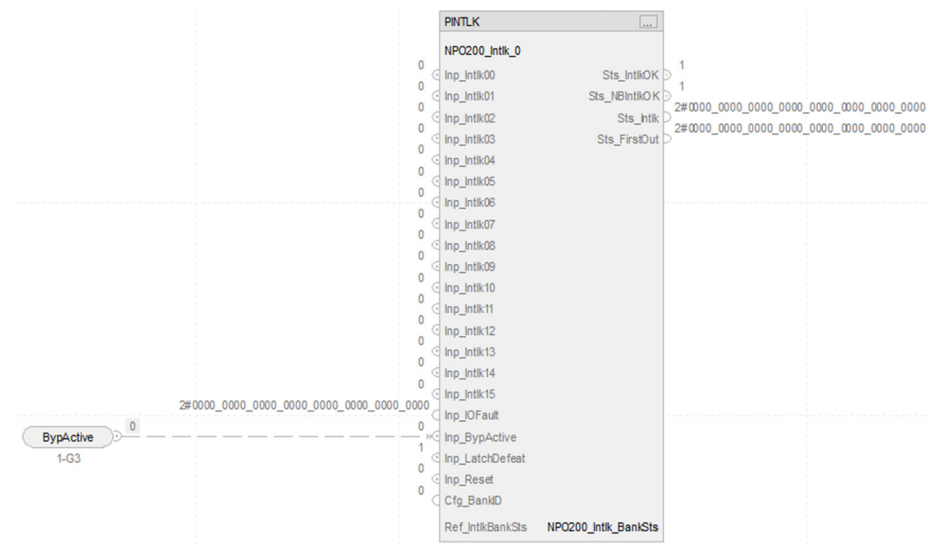 PINTLK ...
NPO200_Intlk_0
0 Inp_Intlk00 Sts_IntlkOK 1
0 Inp_Intlk01 Sts_NBIntlkOK 1
0 Inp_Intlk02 Sts_Intlk 2#0000_0000_0000_0000_0000_0000_0000_0000
0 Inp_Intlk03 Sts_FirstOut 2#0000_0000_0000_0000_0000_0000_0000_0000
0 Inp_Intlk04
0 Inp_Intlk05
0 Inp_Intlk06
0 Inp_Intlk07
0 Inp_Intlk08
0 Inp_Intlk09
0 Inp_Intlk10
0 Inp_Intlk11
0 Inp_Intlk12
0 Inp_Intlk13
0 Inp_Intlk14
0 Inp_Intlk15
2#0000_0000_0000_0000_0000_0000_0000_0000 Inp_IOFault
BypActive 0 0 Inp_BypActive
1-G3
1 Inp_LatchDefeat
0 Inp_Reset
0 Cfg_BankID
Ref_IntlkBankSts NPO200_Intlk_BankSts